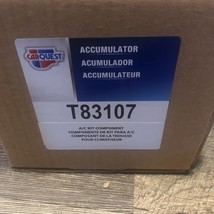 CARQUEST
ACCUMULATOR
ACUMULADOR
ACCUMULATEUR
T83107
A/C KIT COMPONENT
COMPONENTE DE KIT PARA A/C
COMPOSANT DE LA TROUSSE
POUR CLIMATISEUR